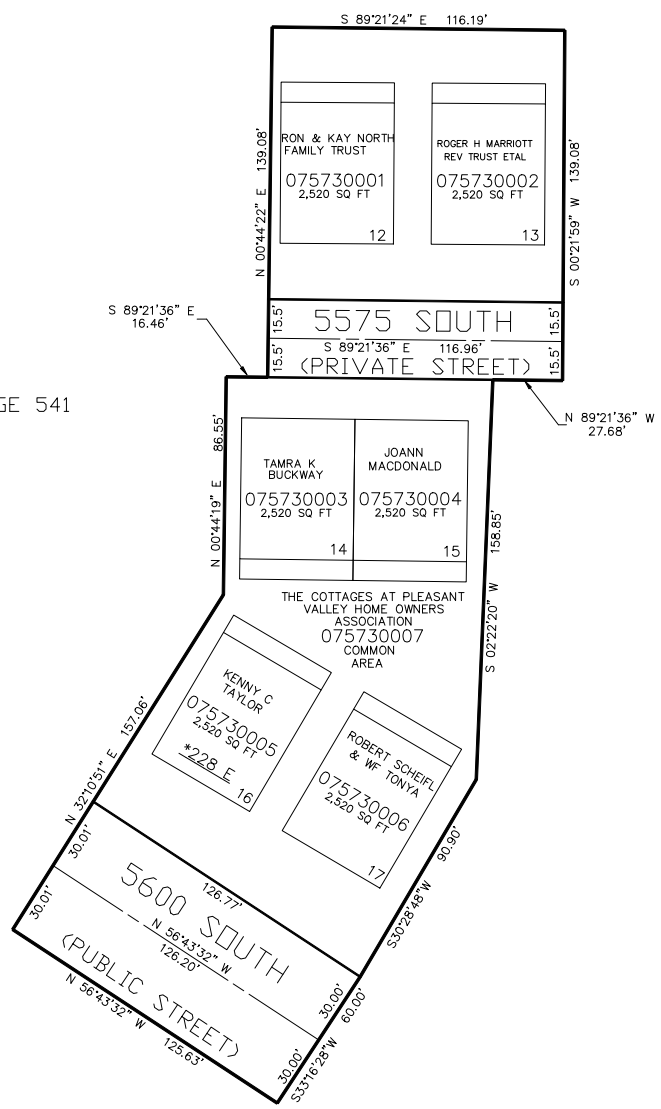 S 89°21'24" E 116.19'
N 00°44'22" E 139.08'
S 00°21'59" W 139.08'
RON & KAY NORTH
FAMILY TRUST
075730001
2,520 SQ FT
12
ROGER H MARRIOTT
REV TRUST ETAL
075730002
2,520 SQ FT
13
S 89°21'36" E
16.46'
15.5'
15.5'
5575 SOUTH
S 89°21'36" E 116.96'
(PRIVATE STREET)
15.5'
15.5'
N 89°21'36" W
27.68'
GE 541
N 00°44'19" E 86.55'
TAMRA K
BUCKWAY
075730003
2,520 SQ FT
14
JOANN
MACDONALD
075730004
2,520 SQ FT
15
S 02°22'20" W 158.85'
THE COTTAGES AT PLEASANT
VALLEY HOME OWNERS
ASSOCIATION
075730007
COMMON
AREA
N 32°10'51" E 157.06'
KENNY C
TAYLOR
075730005
2,520 SQ FT
*228 E
16
ROBERT SCHEIFL
& WF TONYA
075730006
2,520 SQ FT
17
S30°28'48"W 90.90'
30.01'
30.01'
126.77'
5600 SOUTH
N 56°43'32" W
126.20'
(PUBLIC STREET)
N 56°43'32" W 125.63'
30.00'
30.00'
S33°16'28"W 60.00'